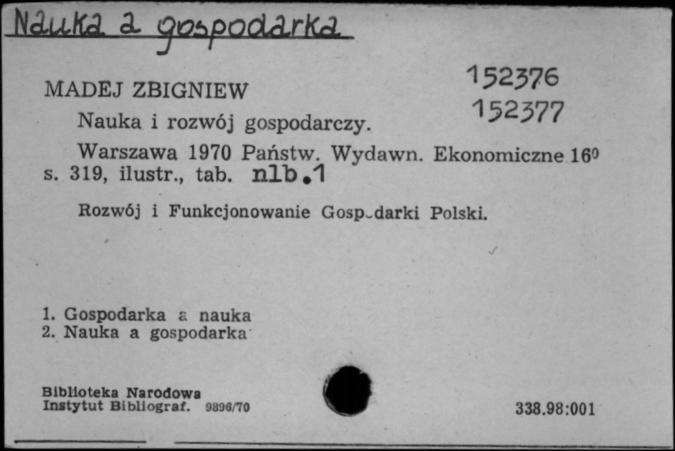 Nauka a gospodarka
152376
MADEJ ZBIGNIEW
152377
Nauka i rozwój gospodarczy.
Warszawa 1970 Państw. Wydawn. Ekonomiczne 16⁰
s. 319, ilustr., tab. nlb.1
Rozwój i Funkcjonowanie Gospodarki Polski.
1. Gospodarka a nauka
2. Nauka a gospodarka
Biblioteka Narodowa
Instytut Bibliograf. 9896/70
338.98:001